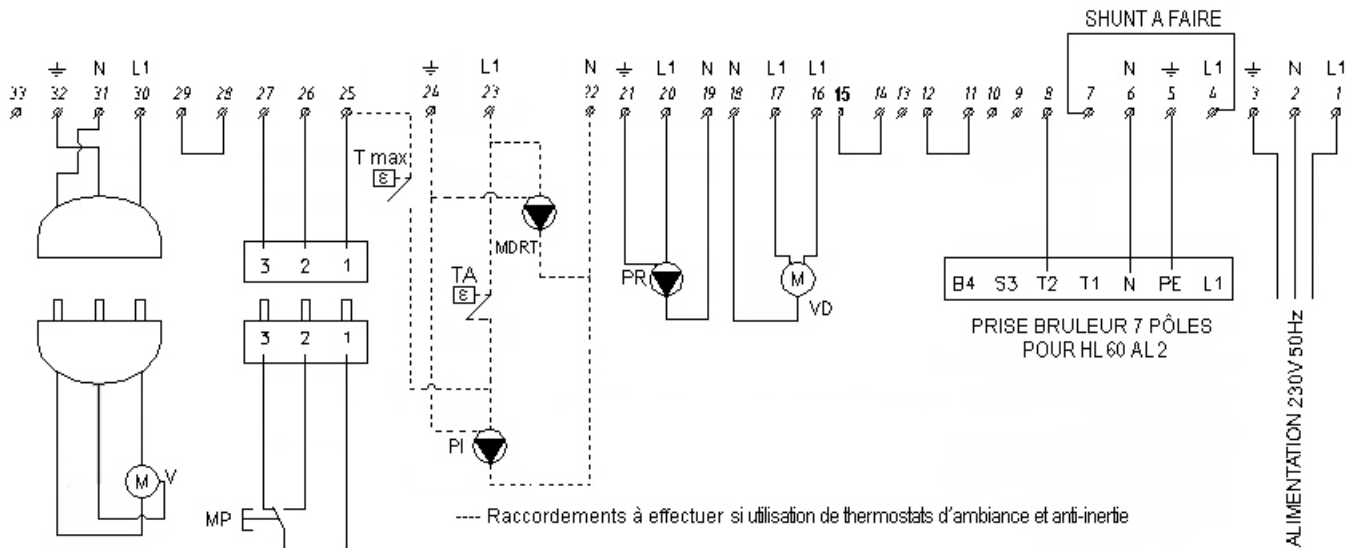 SHUNT A FAIRE
N L1 L1 N L1 N L1 N N L1 L1 N L1 N L1
33 32 31 30 29 28 27 26 25 24 23 22 21 20 19 18 17 16 15 14 13 12 11 10 9 8 7 6 5 4 3 2 1
T max
ε
MDRT
TA
ε
3 2 1
PR
M
VD
B4 S3 T2 T1 N PE L1
3 2 1
PRISE BRULEUR 7 PÔLES
POUR HL 60 AL 2
ALIMENTATION 230V 50Hz
PI
M
V
MP
---- Raccordements à effectuer si utilisation de thermostats d'ambiance et anti-inertie